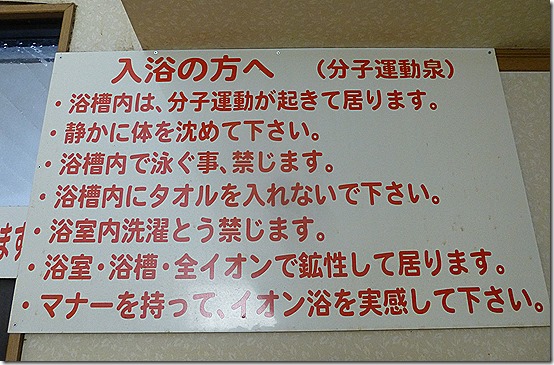 入浴の方へ （分子運動泉）
・浴槽内は、分子運動が起きて居ります。
・静かに体を沈めて下さい。
・浴槽内で泳ぐ事、禁じます。
・浴槽内にタオルを入れないで下さい。
・浴室内洗濯とう禁じます。
・浴室・浴槽・全イオンで鉱性して居ります。
・マナーを持って、イオン浴を実感して下さい。
ます